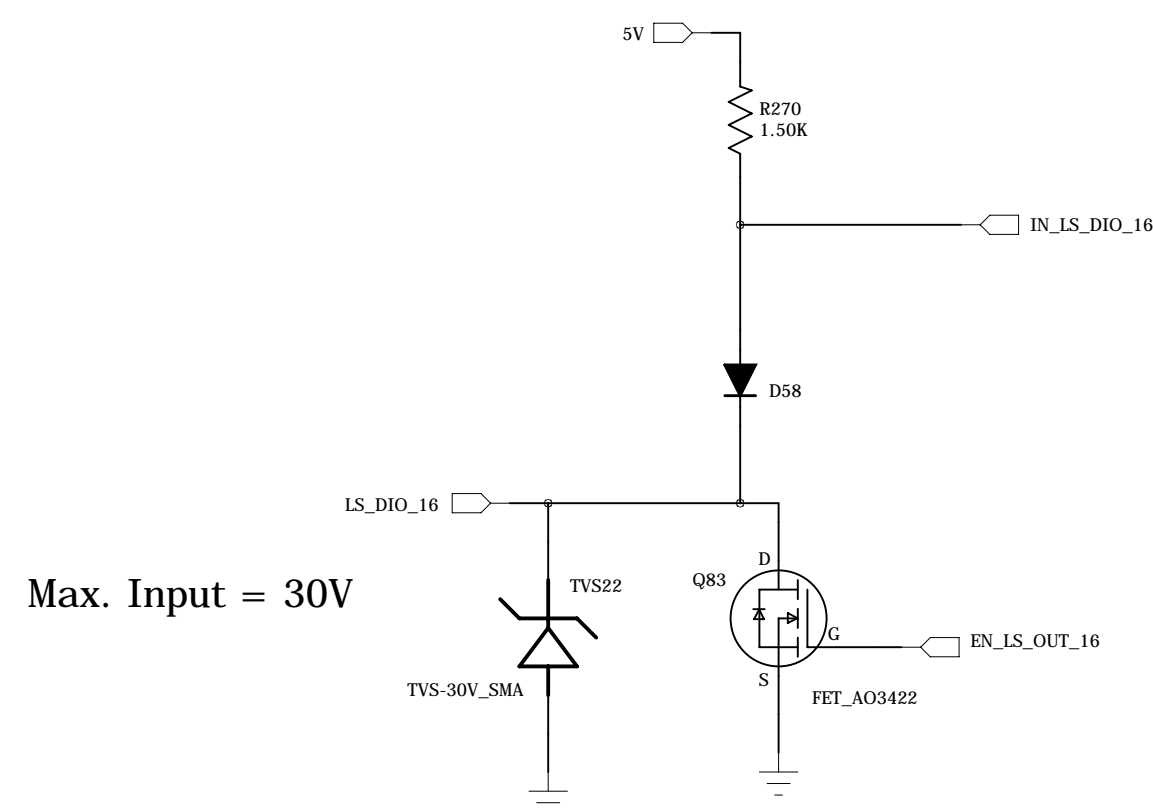 5V
R270
1.50K
IN_LS_DIO_16
D58
LS_DIO_16
D
TVS22
Q83
Max. Input = 30V
G
EN_LS_OUT_16
S
TVS-30V_SMA
FET_AO3422